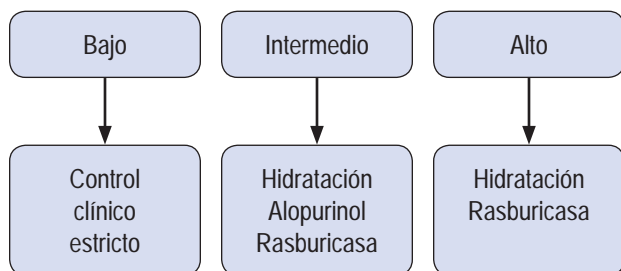 Bajo
Intermedio
Alto
Control
clínico
estricto
Hidratación
Alopurinol
Rasburicasa
Hidratación
Rasburicasa